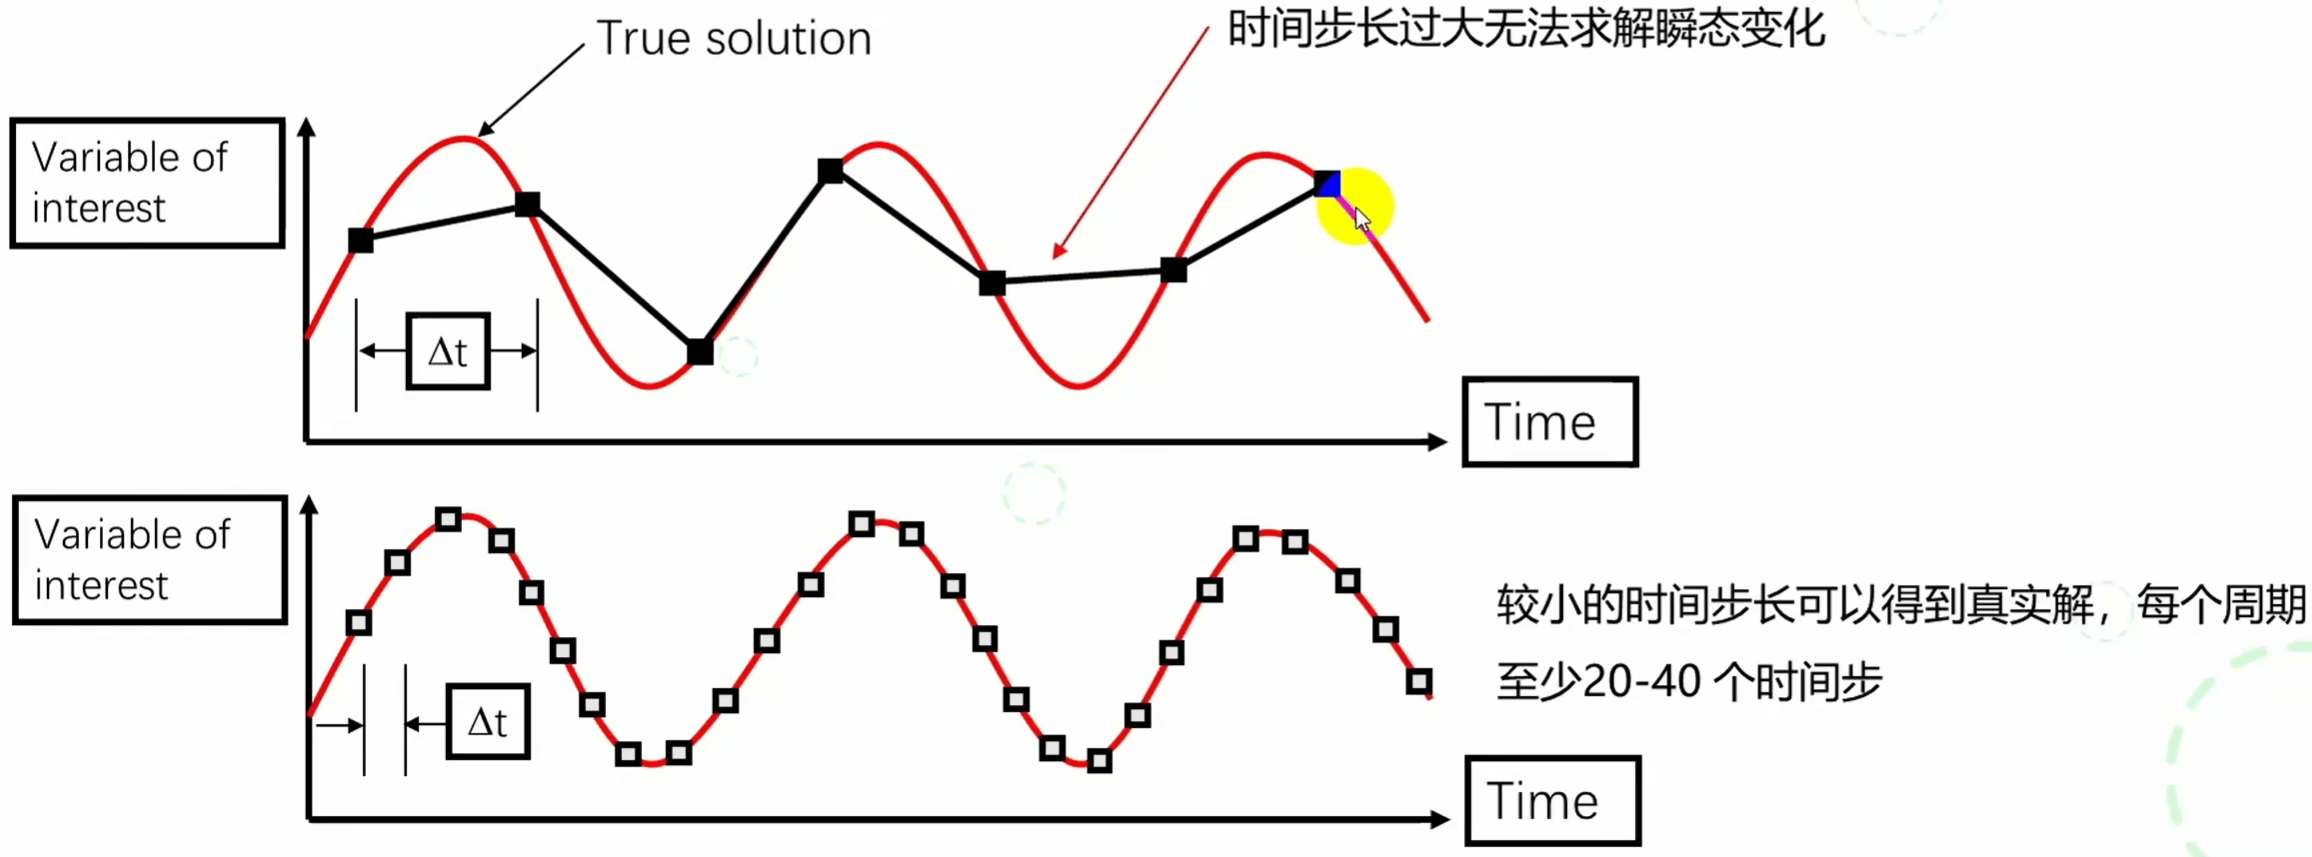 True solution
时间步长过大无法求解瞬态变化
Variable of
interest
Δt
Time
Variable of
interest
较小的时间步长可以得到真实解，每个周期
至少20-40 个时间步
Δt
Time